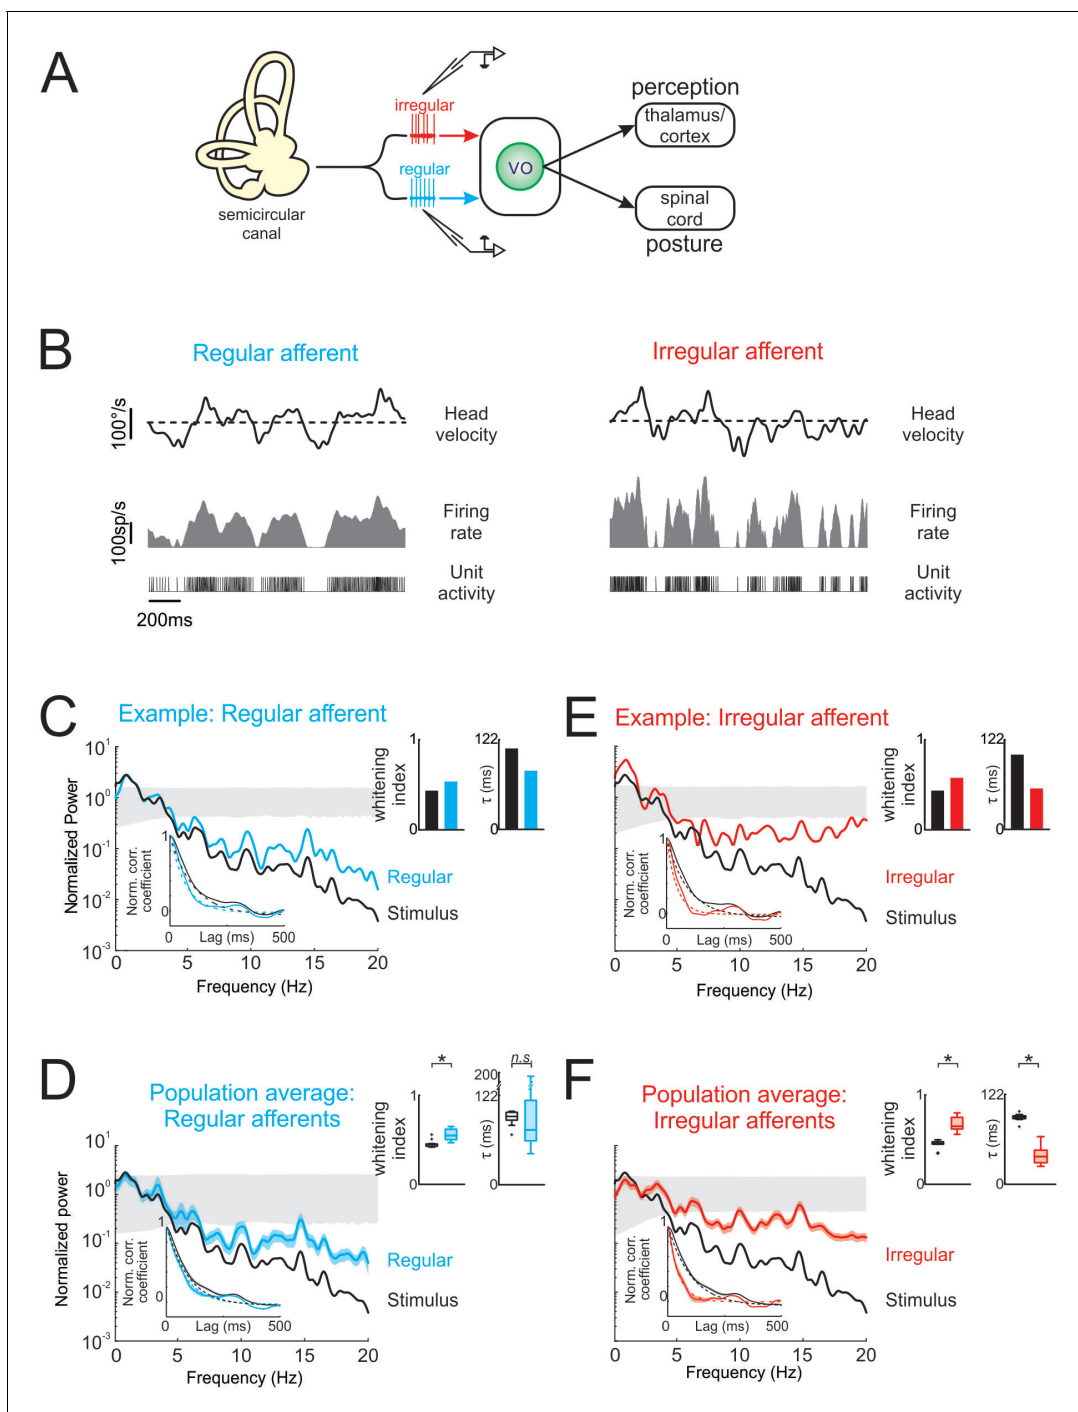 A
irregular
regular
semicircular
canal
VO
perception
thalamus/
cortex
spinal
cord
posture
B
Regular afferent
Irregular afferent
100°/s
Head
velocity
Head
velocity
100sp/s
Firing
rate
Firing
rate
Unit
activity
Unit
activity
200ms
C
Example: Regular afferent
Normalized Power
10¹
10⁰
10⁻¹
10⁻²
10⁻³
0 5 10 15 20
Frequency (Hz)
Norm. corr.
coefficient
1
0
0 Lag (ms) 500
Regular
Stimulus
whitening
index
1
0
τ (ms)
122
0
E
Example: Irregular afferent
Norm. corr.
coefficient
1
0
0 Lag (ms) 500
0 5 10 15 20
Frequency (Hz)
Irregular
Stimulus
whitening
index
1
0
τ (ms)
122
0
D
Population average:
Regular afferents
Normalized power
10¹
10⁰
10⁻¹
10⁻²
10⁻³
0 5 10 15 20
Frequency (Hz)
Norm. corr.
coefficient
1
0
0 Lag (ms) 500
Regular
Stimulus
whitening
index
1
0
*
τ (ms)
200
122
0
n.s.
F
Population average:
Irregular afferents
Norm. corr.
coefficient
1
0
0 Lag (ms) 500
0 5 10 15 20
Frequency (Hz)
Irregular
Stimulus
whitening
index
1
0
*
τ (ms)
122
0
*